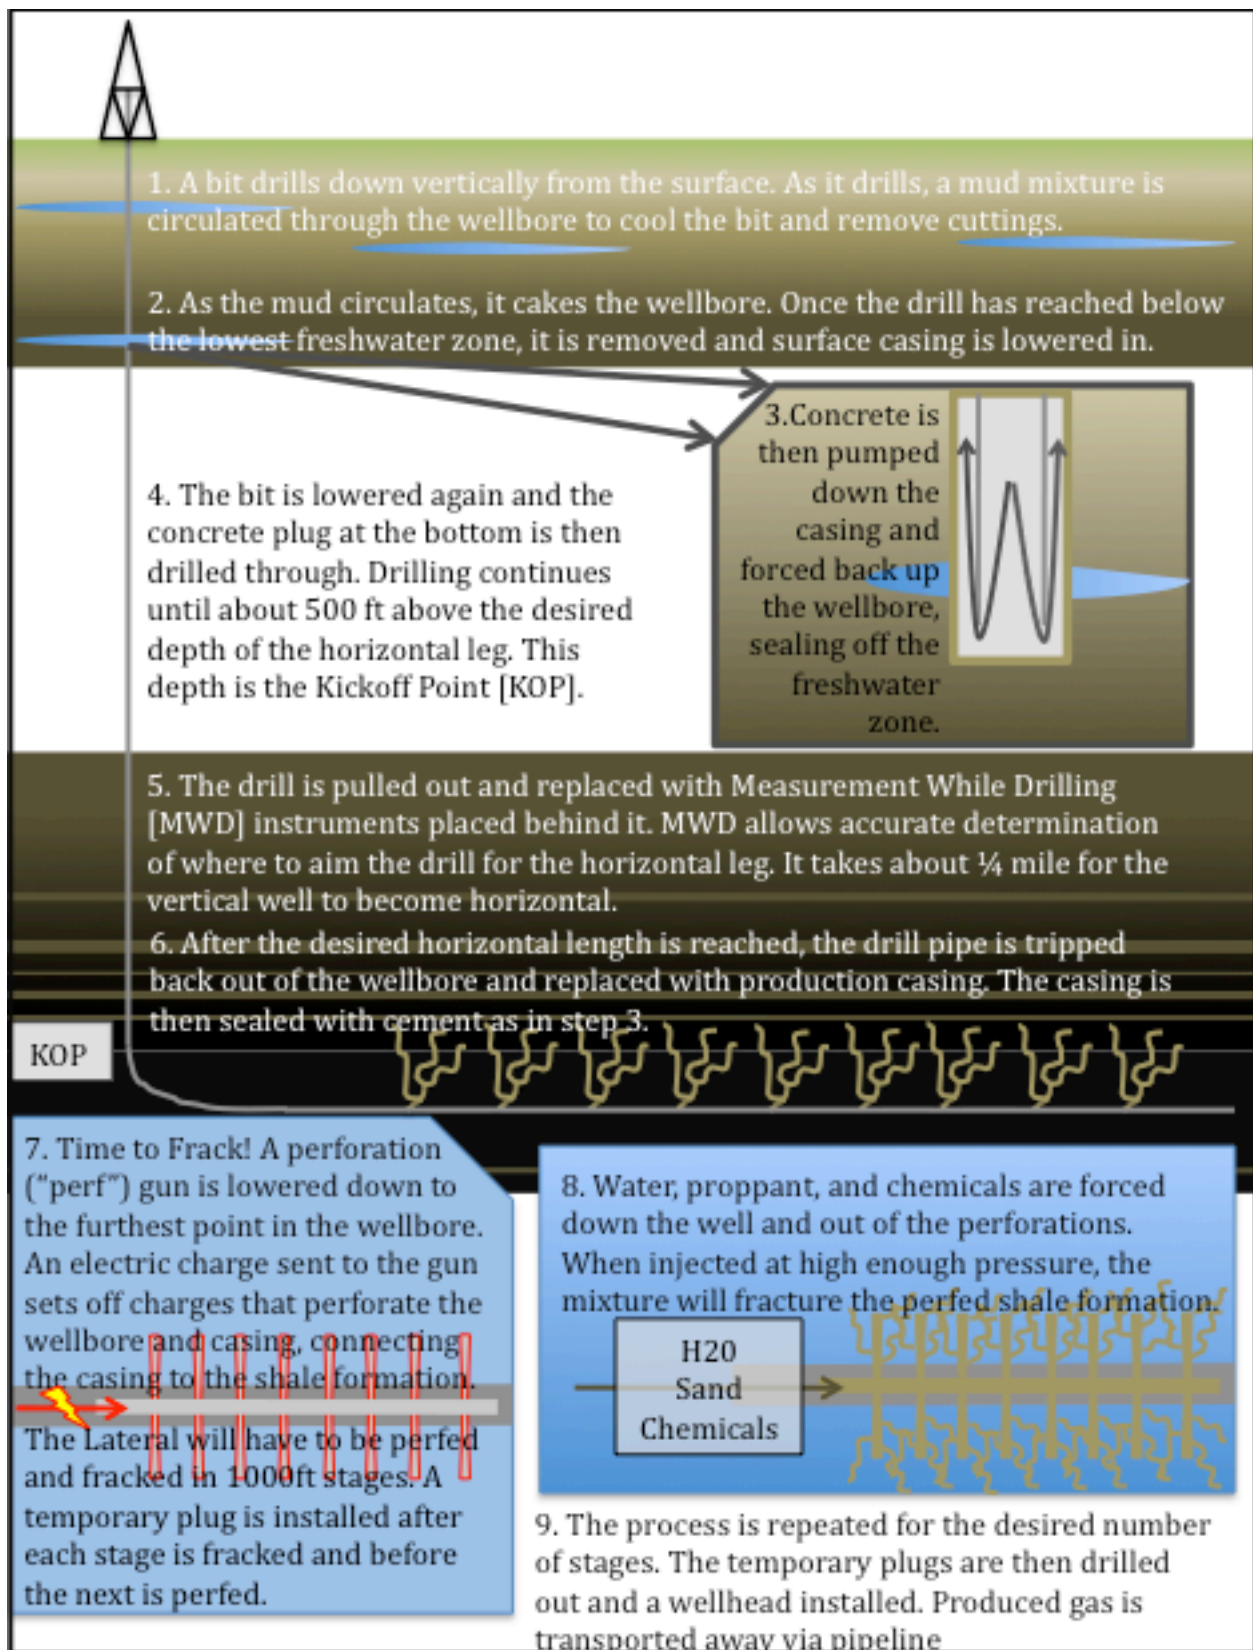 1. A bit drills down vertically from the surface. As it drills, a mud mixture is
circulated through the wellbore to cool the bit and remove cuttings.
2. As the mud circulates, it cakes the wellbore. Once the drill has reached below
the lowest freshwater zone, it is removed and surface casing is lowered in.
3.Concrete is
then pumped
down the
casing and
forced back up
the wellbore,
sealing off the
freshwater
zone.
4. The bit is lowered again and the
concrete plug at the bottom is then
drilled through. Drilling continues
until about 500 ft above the desired
depth of the horizontal leg. This
depth is the Kickoff Point [KOP].
5. The drill is pulled out and replaced with Measurement While Drilling
[MWD] instruments placed behind it. MWD allows accurate determination
of where to aim the drill for the horizontal leg. It takes about ¼ mile for the
vertical well to become horizontal.
6. After the desired horizontal length is reached, the drill pipe is tripped
back out of the wellbore and replaced with production casing. The casing is
then sealed with cement as in step 3.
KOP
7. Time to Frack! A perforation
("perf") gun is lowered down to
the furthest point in the wellbore.
An electric charge sent to the gun
sets off charges that perforate the
wellbore and casing, connecting
the casing to the shale formation.
The Lateral will have to be perfed
and fracked in 1000ft stages. A
temporary plug is installed after
each stage is fracked and before
the next is perfed.
8. Water, proppant, and chemicals are forced
down the well and out of the perforations.
When injected at high enough pressure, the
mixture will fracture the perfed shale formation.
H20
Sand
Chemicals
9. The process is repeated for the desired number
of stages. The temporary plugs are then drilled
out and a wellhead installed. Produced gas is
transported away via pipeline